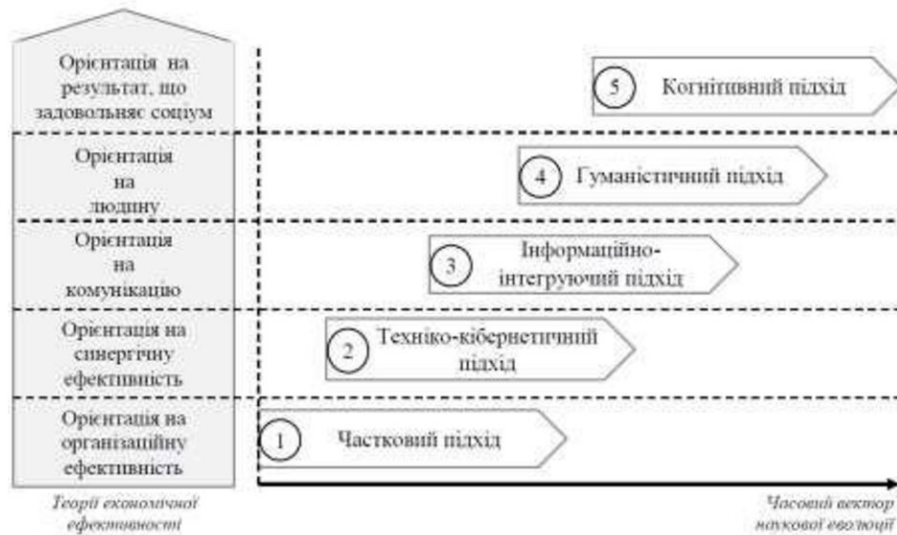 Орієнтація на
результат, що
задовольняє соціум
5 Когнітивний підхід
Орієнтація
на
людину
4 Гуманістичний підхід
Орієнтація
на
комунікацію
3 Інформаційно-
інтегруючий підхід
Орієнтація на
синергічну
ефективність
2 Техніко-кібернетичний
підхід
Орієнтація на
організаційну
ефективність
1 Частковий підхід
Теорії економічної
ефективності
Часовий вектор
наукової еволюції